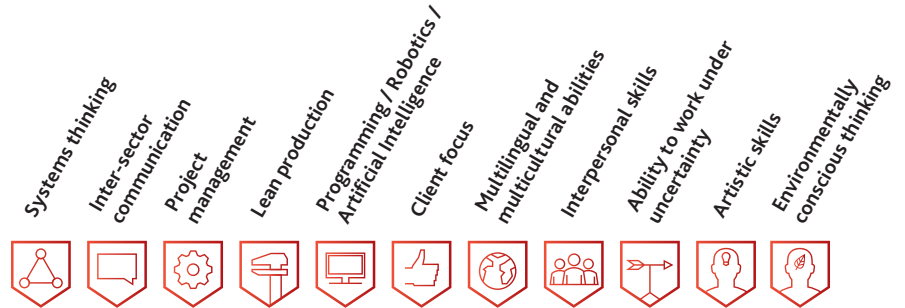 Systems thinking
Inter-sector
communication
Project
management
Lean production
Programming / Robotics /
Artificial Intelligence
Client focus
Multilingual and
multicultural abilities
Interpersonal skills
Ability to work under
uncertainty
Artistic skills
Environmentally
conscious thinking